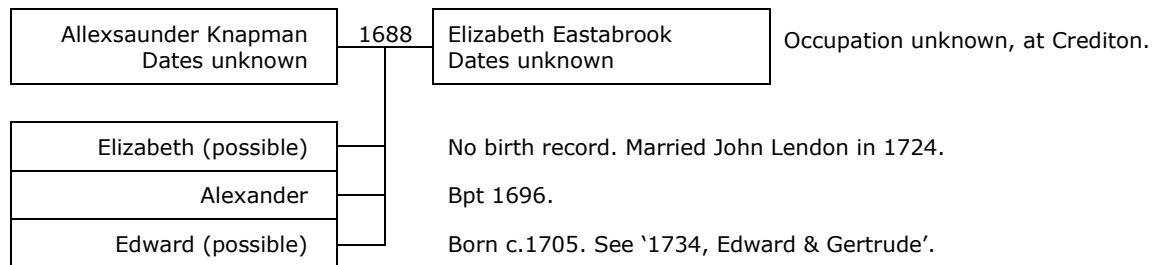 Allexsaunder Knapman 1688 Elizabeth Eastabrook Occupation unknown, at Crediton.
Dates unknown Dates unknown
Elizabeth (possible) No birth record. Married John Lendon in 1724.
Alexander Bpt 1696.
Edward (possible) Born c.1705. See ‘1734, Edward & Gertrude’.